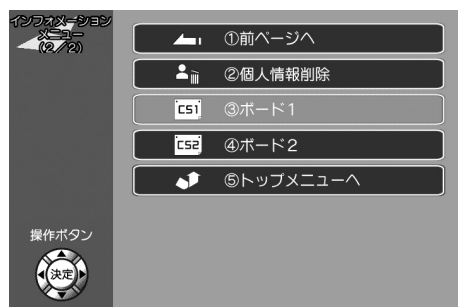 インフォメーション
メニュー
(2/2)
①前ページへ
②個人情報削除
CS1 ③ボード1
CS2 ④ボード2
⑤トップメニューへ
操作ボタン
決定